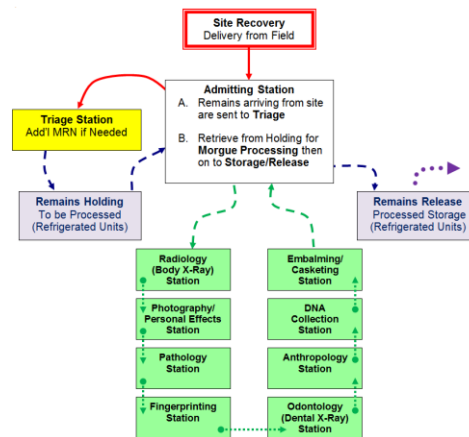 Site Recovery
Delivery from Field
Admitting Station
A. Remains arriving from site
are sent to Triage
B. Retrieve from Holding for
Morgue Processing then
on to Storage/Release
Triage Station
Add'l MRN if Needed
Remains Holding
To be Processed
(Refrigerated Units)
Remains Release
Processed Storage
(Refrigerated Units)
Radiology
(Body X-Ray)
Station
Photography/
Personal Effects
Station
Pathology
Station
Fingerprinting
Station
Embalming/
Casketing
Station
DNA
Collection
Station
Anthropology
Station
Odontology
(Dental X-Ray)
Station